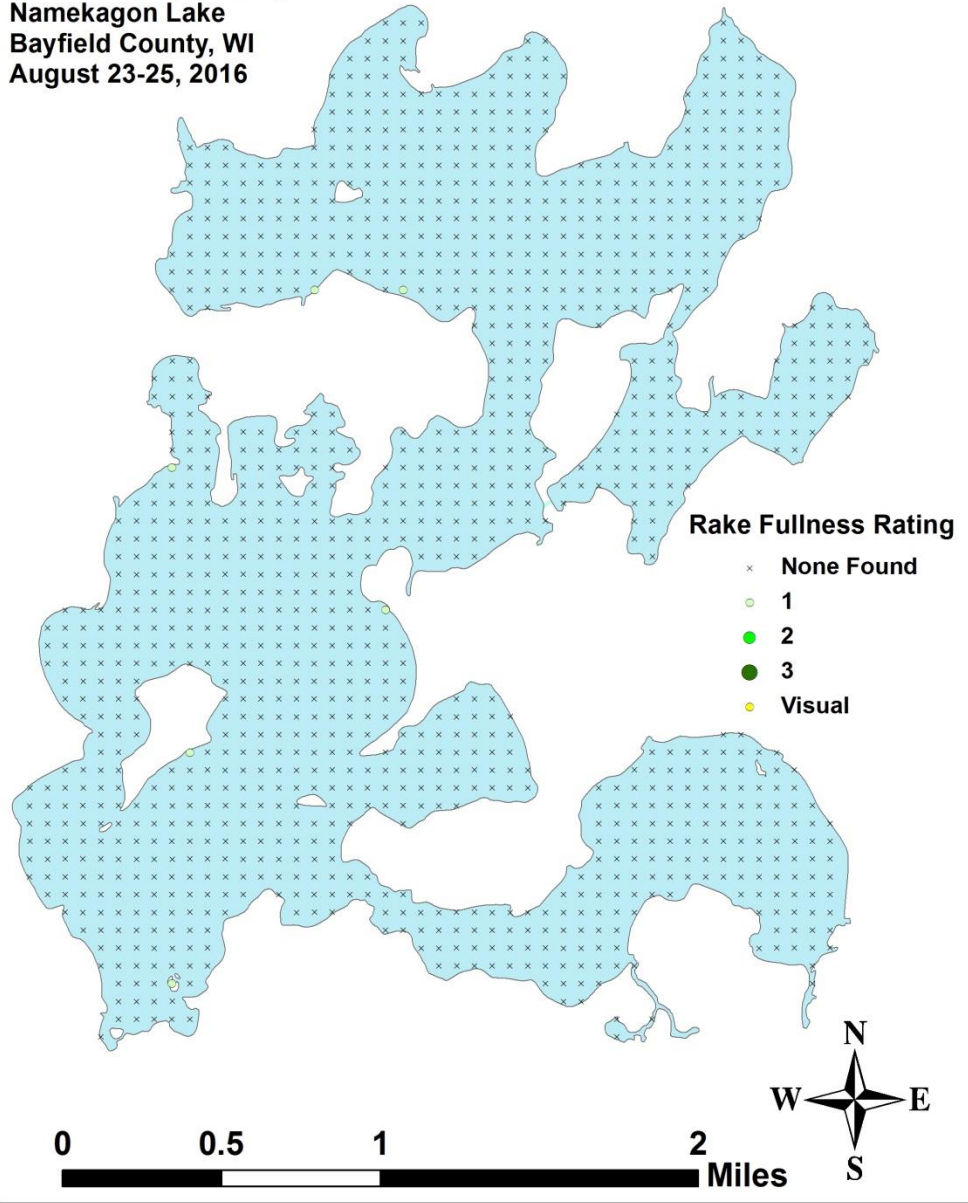 Namekagon Lake
Bayfield County, WI
August 23-25, 2016
Rake Fullness Rating
None Found
1
2
3
Visual
N
W E
S
0 0.5 1 2
Miles